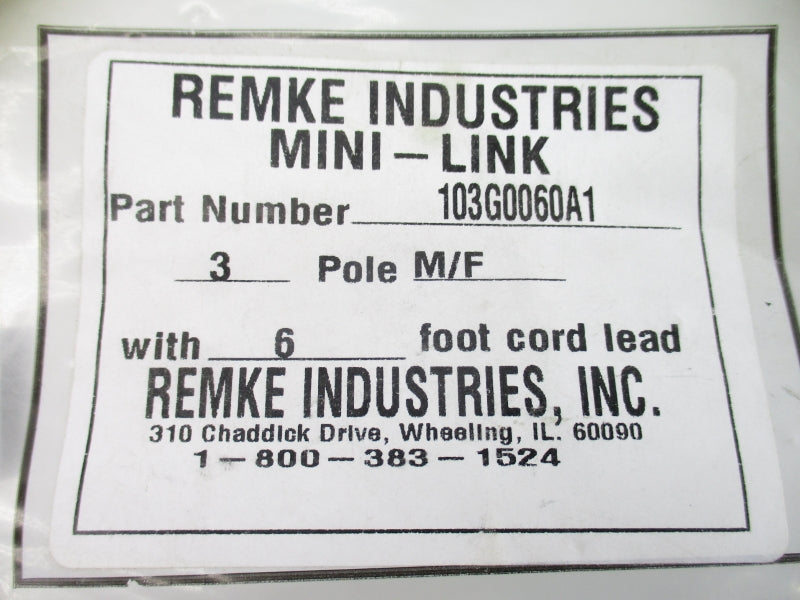 REMKE INDUSTRIES
MINI – LINK
Part Number 103G0060A1
3 Pole M/F
with 6 foot cord lead
REMKE INDUSTRIES, INC.
310 Chaddick Drive, Wheeling, IL. 60090
1 – 800 – 383 – 1524